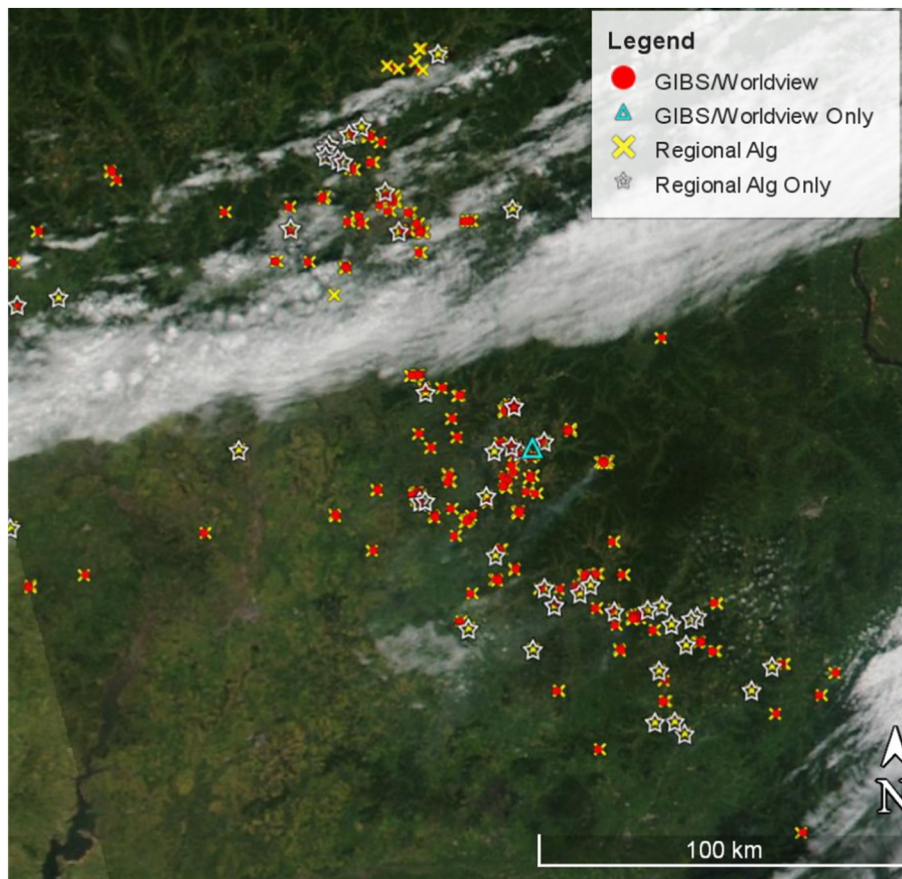 Legend
GIBS/Worldview
GIBS/Worldview Only
Regional Alg
Regional Alg Only
N
100 km